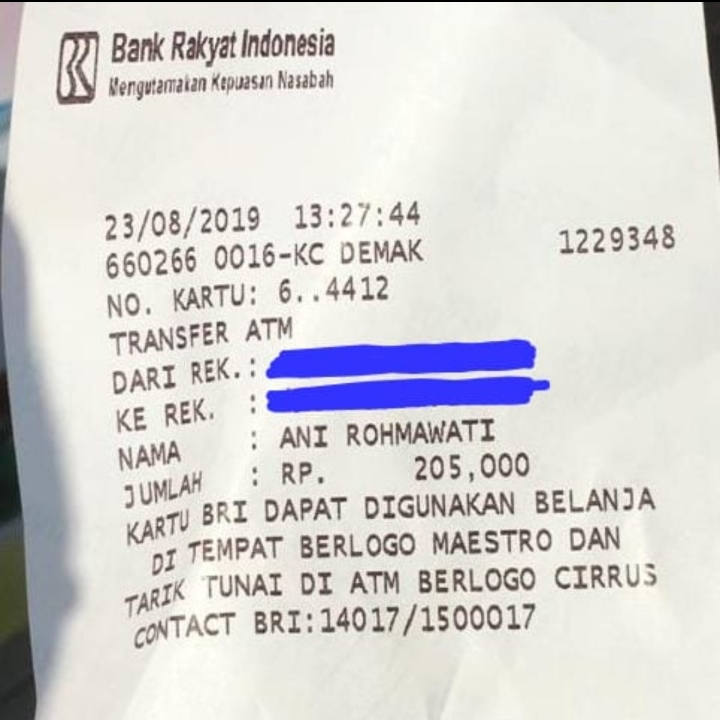 Bank Rakyat Indonesia
Mengutamakan Kepuasan Nasabah
23/08/2019 13:27:44
660266 0016-KC DEMAK 1229348
NO. KARTU: 6..4412
TRANSFER ATM
DARI REK.:
KE REK. :
NAMA : ANI ROHMAWATI
JUMLAH : RP. 205,000
KARTU BRI DAPAT DIGUNAKAN BELANJA
DI TEMPAT BERLOGO MAESTRO DAN
TARIK TUNAI DI ATM BERLOGO CIRRUS
CONTACT BRI:14017/1500017